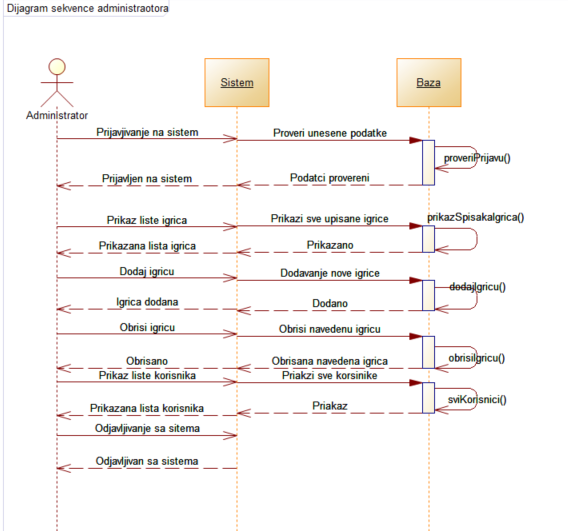 Dijagram sekvence administraotora
Sistem
Baza
Administrator
Prijavjivanje na sistem
Proveri unesene podatke
proveriPrijavu()
Prijavljen na sistem
Podatci provereni
Prikaz liste igrica
Prikazi sve upisane igrice
prikazSpisakaIgrica()
Prikazana lista igrica
Prikazano
Dodaj igricu
Dodavanje nove igrice
dodajIgricu()
Igrica dodana
Dodano
Obrisi igricu
Obrisi navedenu igricu
obrisiIgricu()
Obrisano
Obrisana navedena igrica
Prikaz liste korisnika
Priakzi sve korsinike
sviKorisnici()
Prikazana lista korisnika
Priakaz
Odjavljivanje sa sitema
Odjavljivan sa sistema